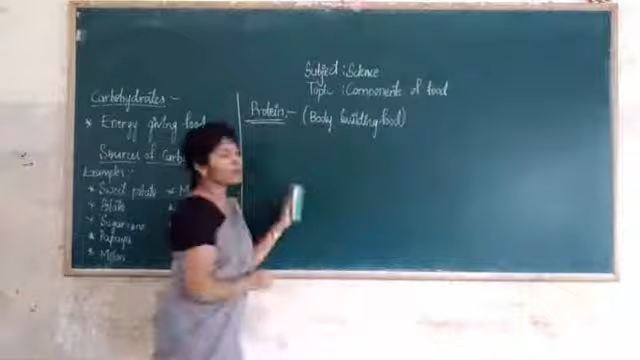 Subject : Science
Topic : Components of food
Carbohydrates :-
* Energy giving food
Sources of Carb
Examples :-
* Sweet potato * M
* Potato *
* Sugarcane
* Papaya
* Melon
Protein :- (Body building food)